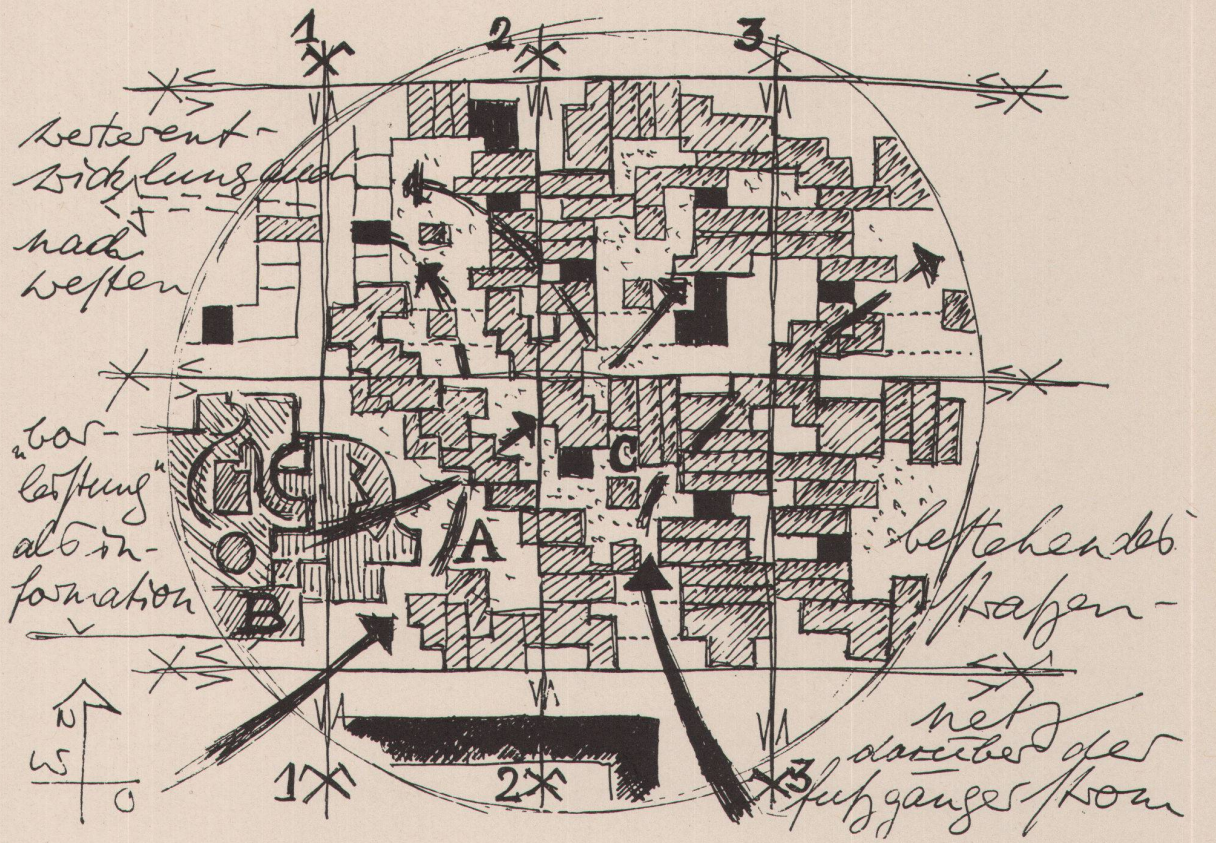 1
2
3
weiterent-
wicklung auch
nach
westen
"vor-
leistung"
als in-
formation
C
A
B
bestehendes
straßen-
netz
darüber der
fußgängerstrom
N
W
O
1
2
3